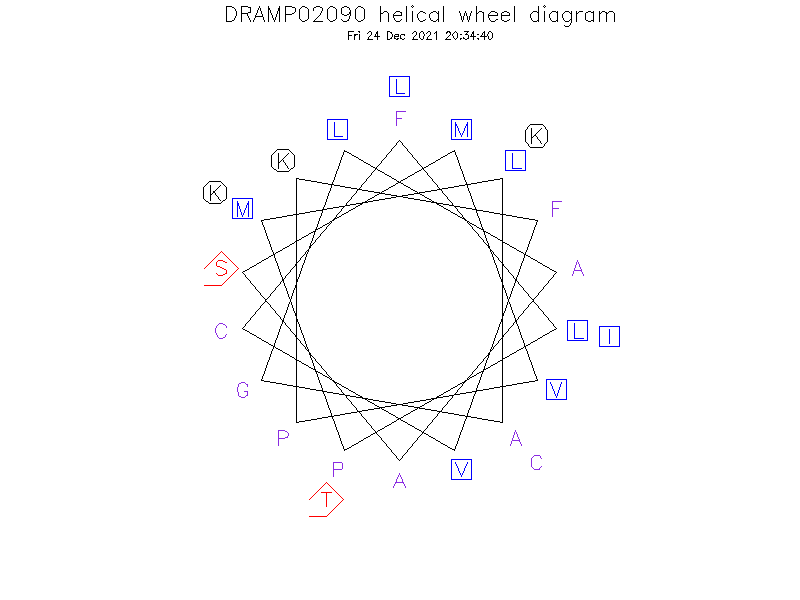 DRAMP02090 helical wheel diagram
Fri 24 Dec 2021 20:34:40
L
F
L M
K K L
K M F
S A
C L I
G V
P A
P V C
A
T